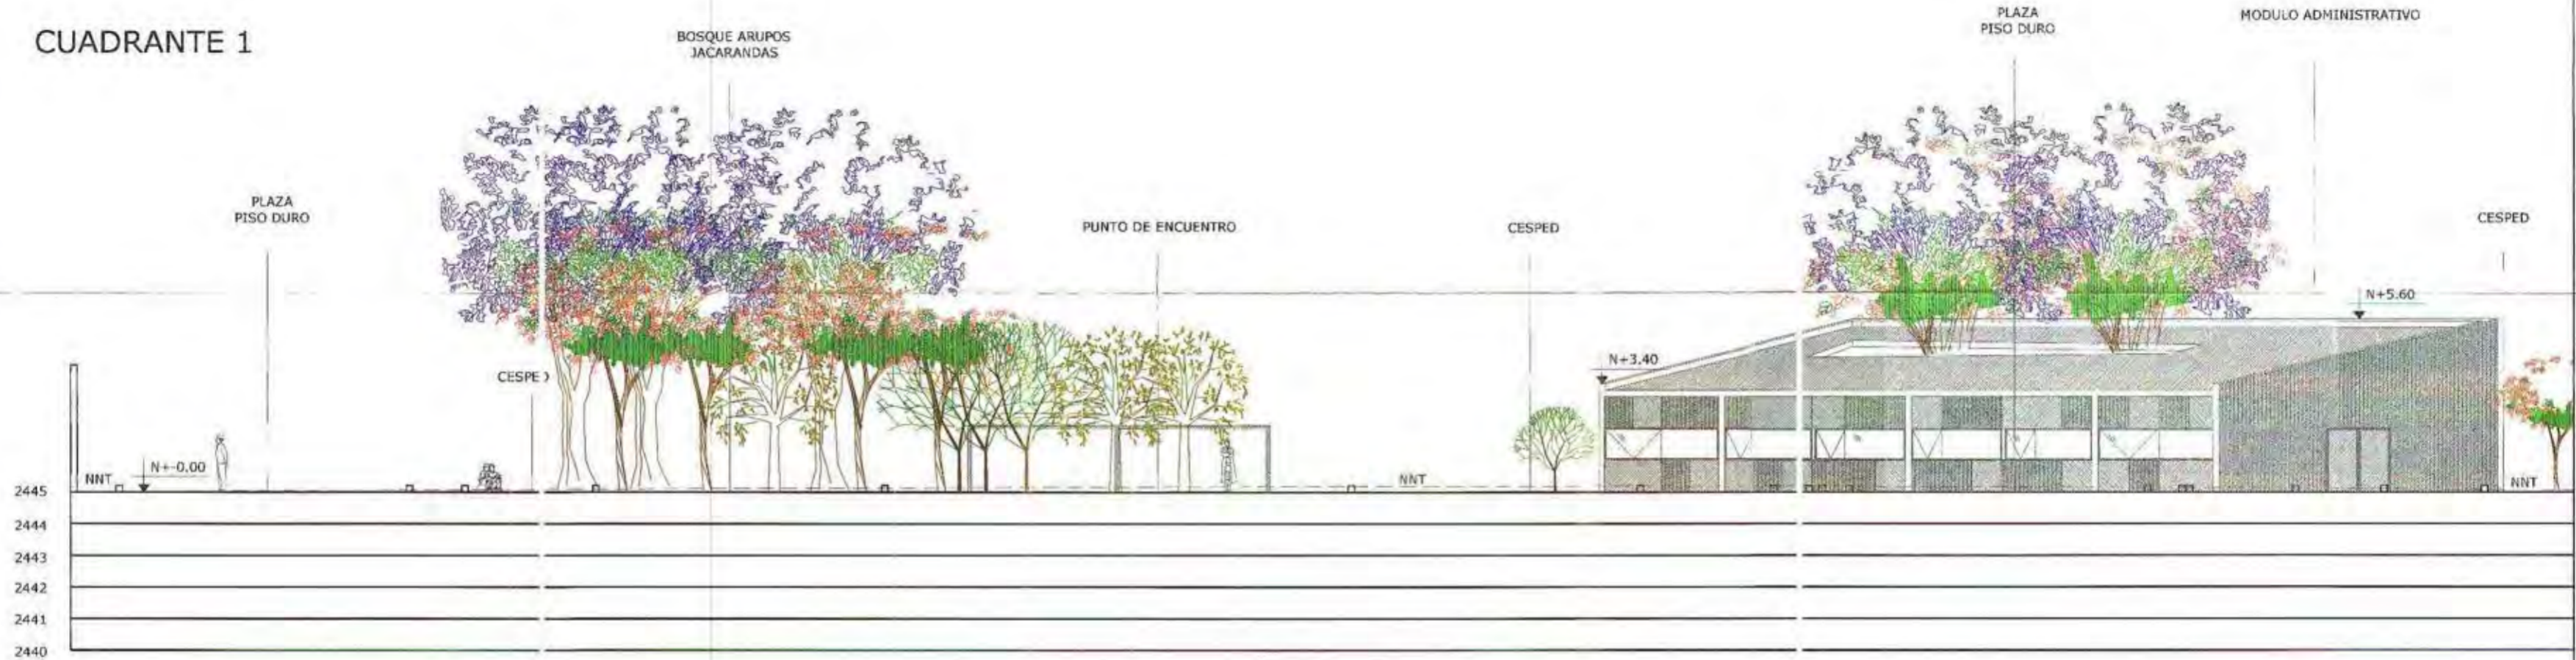 CUADRANTE 1
BOSQUE ARUPOS
JACARANDAS
PLAZA
PISO DURO
MODULO ADMINISTRATIVO
PLAZA
PISO DURO
PUNTO DE ENCUENTRO
CESPED
CESPED
N+5.60
N+3.40
CESPED
NNT
N+-0.00
NNT
NNT
2445
2444
2443
2442
2441
2440